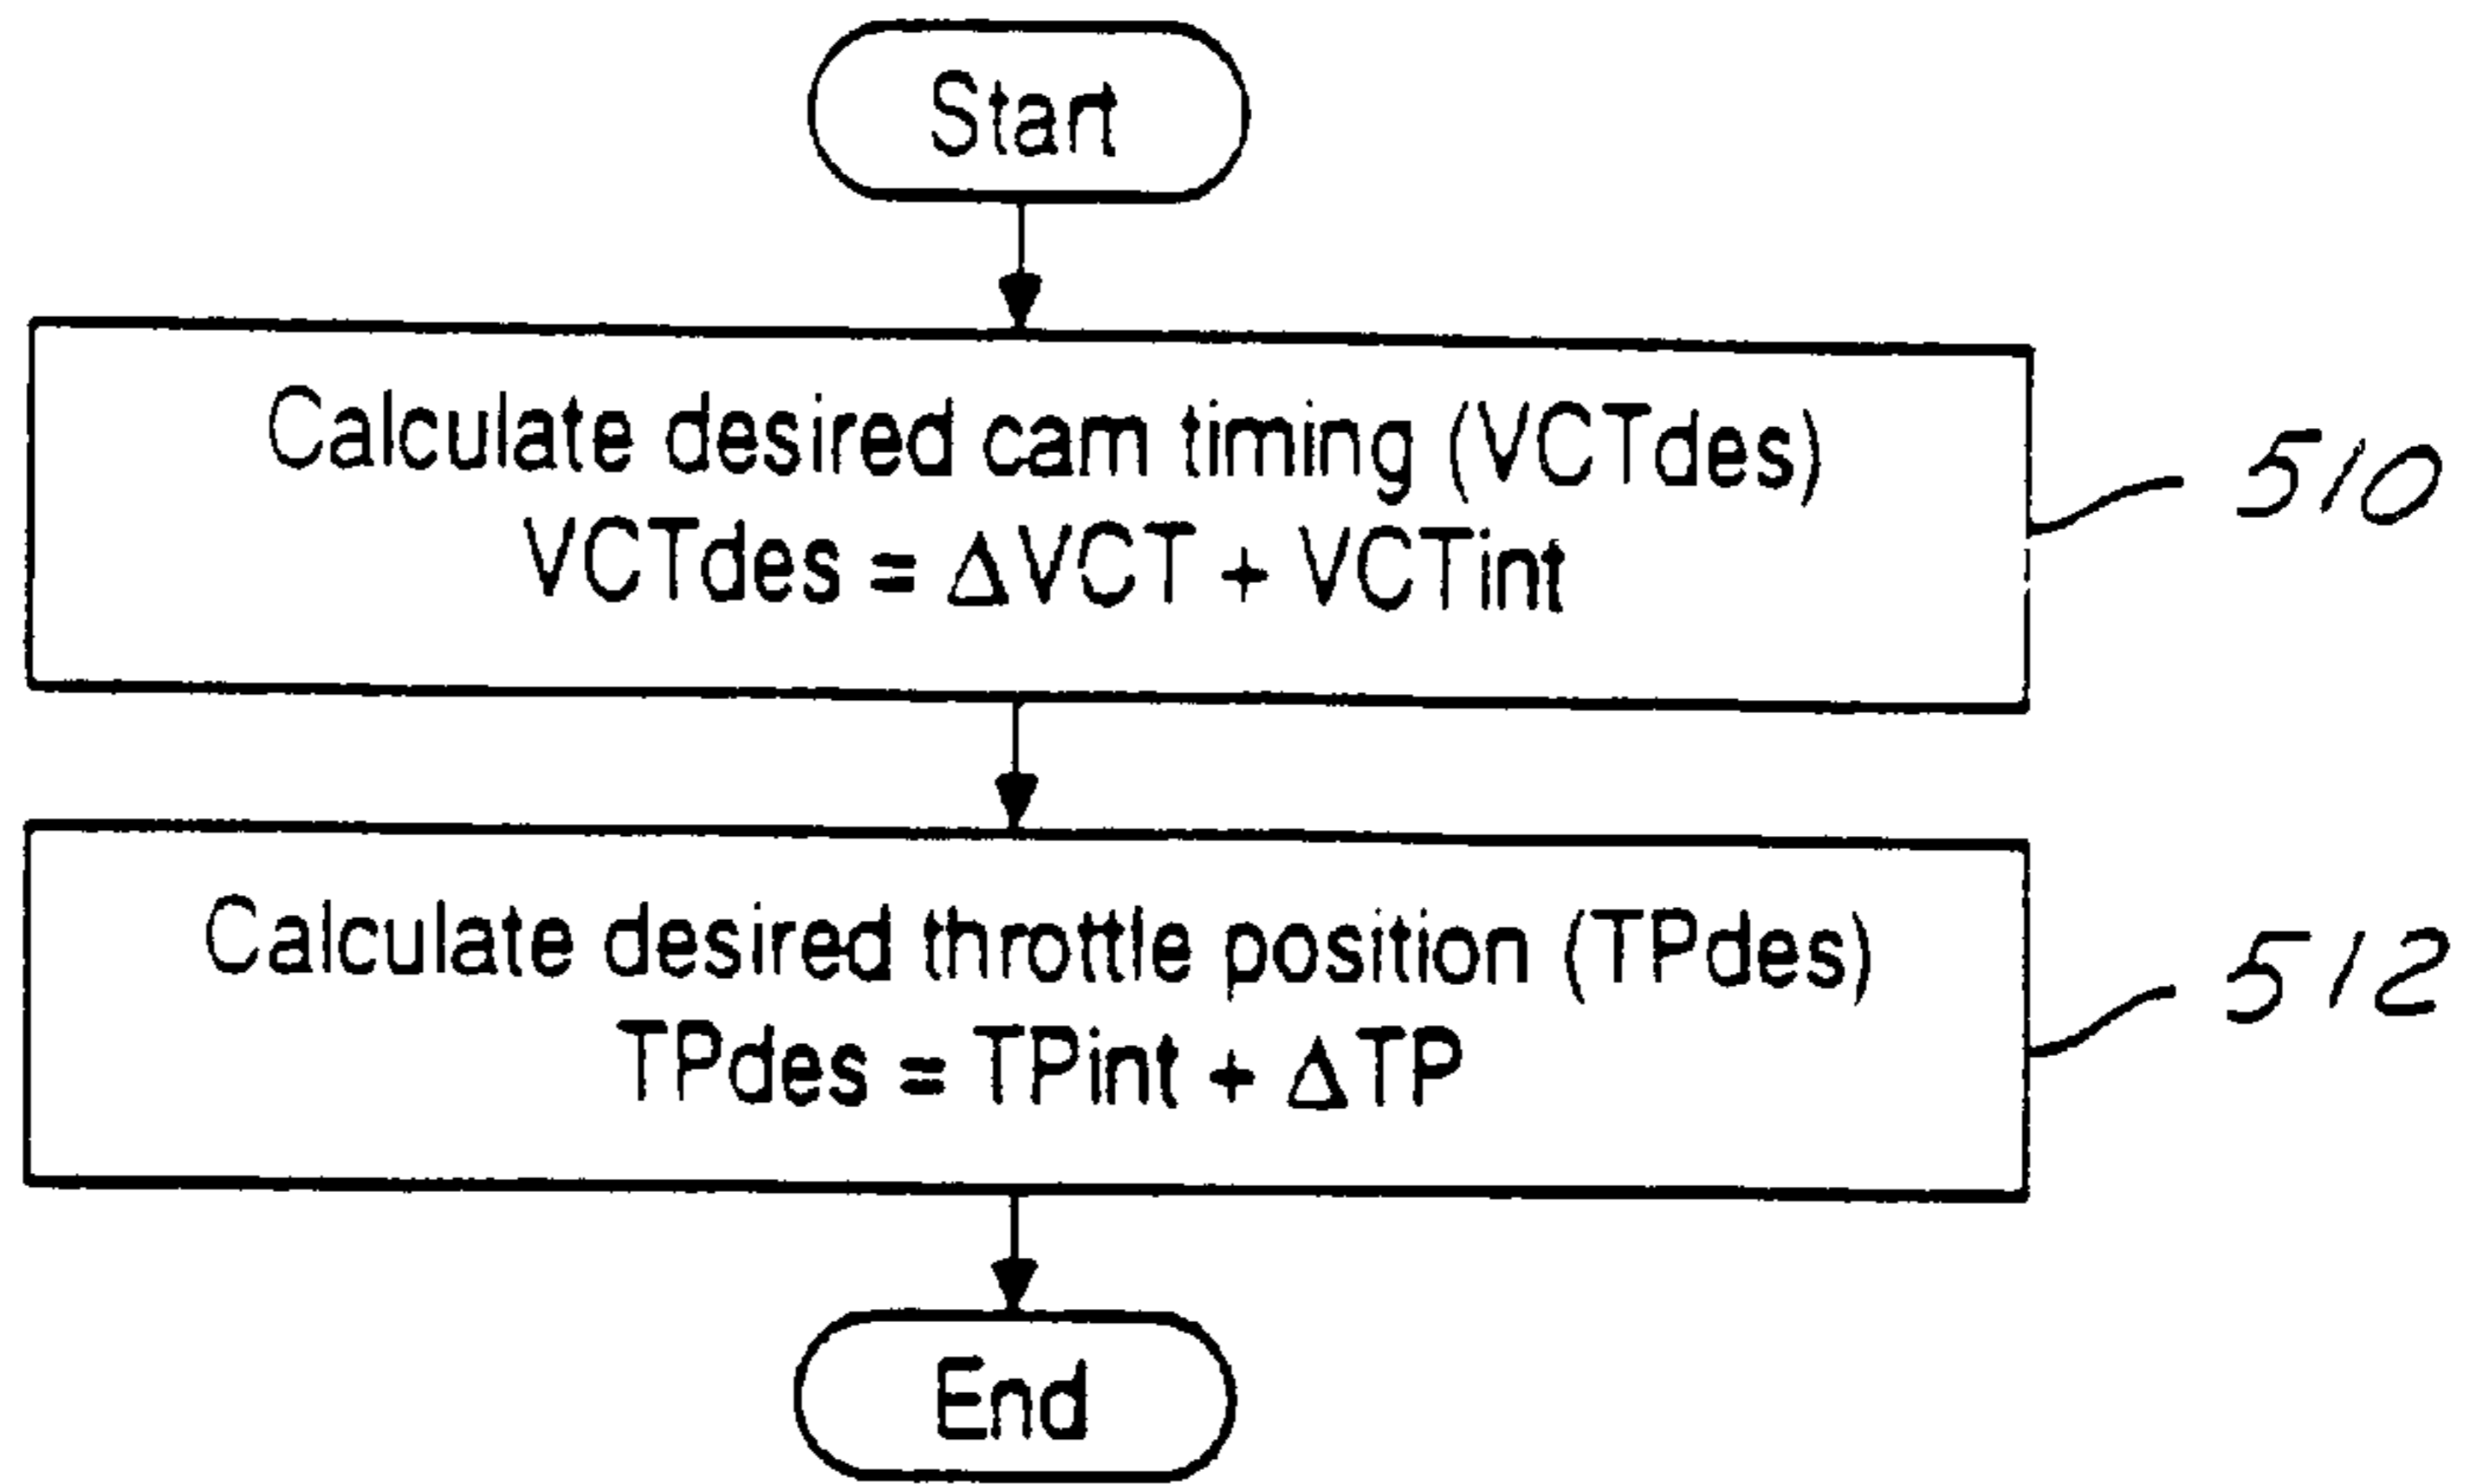 Start
Calculate desired cam timing (VCTdes)
VCTdes = ΔVCT + VCTint
510
Calculate desired throttle position (TPdes)
TPdes = TPint + ΔTP
512
End